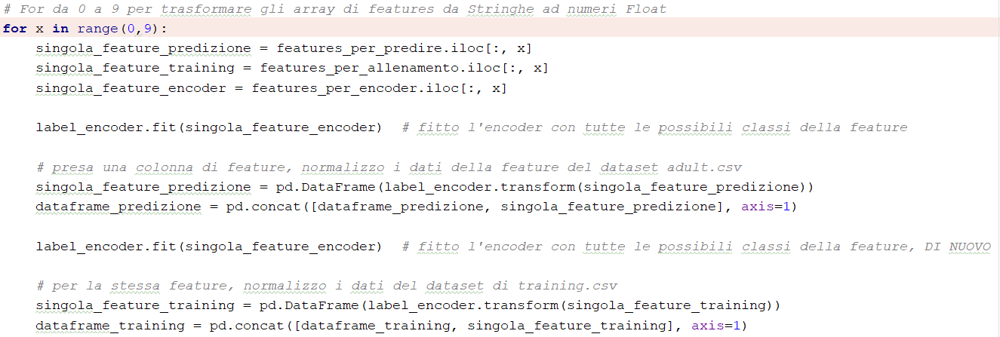 # For da 0 a 9 per trasformare gli array di features da Stringhe ad numeri Float
for x in range(0,9):
    singola_feature_predizione = features_per_predire.iloc[:, x]
    singola_feature_training = features_per_allenamento.iloc[:, x]
    singola_feature_encoder = features_per_encoder.iloc[:, x]

    label_encoder.fit(singola_feature_encoder)  # fitto l'encoder con tutte le possibili classi della feature

    # presa una colonna di feature, normalizzo i dati della feature del dataset adult.csv
    singola_feature_predizione = pd.DataFrame(label_encoder.transform(singola_feature_predizione))
    dataframe_predizione = pd.concat([dataframe_predizione, singola_feature_predizione], axis=1)

    label_encoder.fit(singola_feature_encoder)  # fitto l'encoder con tutte le possibili classi della feature, DI NUOVO

    # per la stessa feature, normalizzo i dati del dataset di training.csv
    singola_feature_training = pd.DataFrame(label_encoder.transform(singola_feature_training))
    dataframe_training = pd.concat([dataframe_training, singola_feature_training], axis=1)